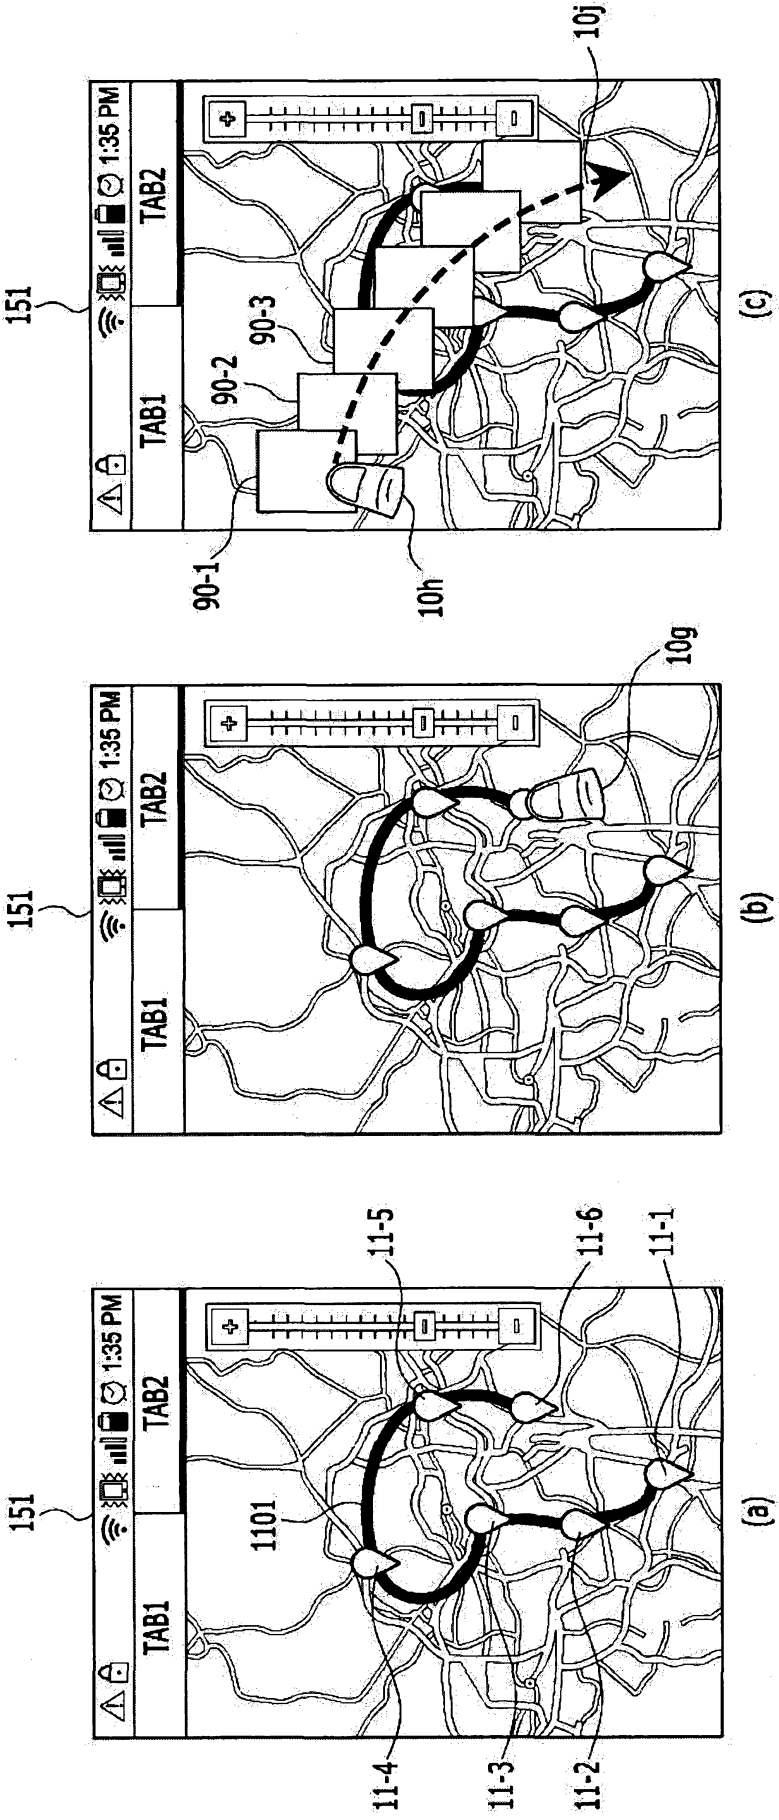 151
1:35 PM
TAB1
TAB2
1101
11-4
11-5
11-3
11-6
11-2
11-1
(a)
151
1:35 PM
TAB1
TAB2
10g
(b)
151
1:35 PM
TAB1
TAB2
90-1
90-2
90-3
10h
10j
(c)